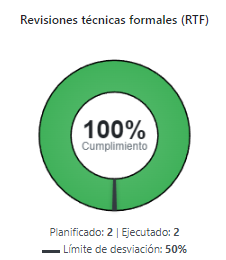 Revisiones técnicas formales (RTF)
100%
Cumplimiento
Planificado: 2 | Ejecutado: 2
Límite de desviación: 50%